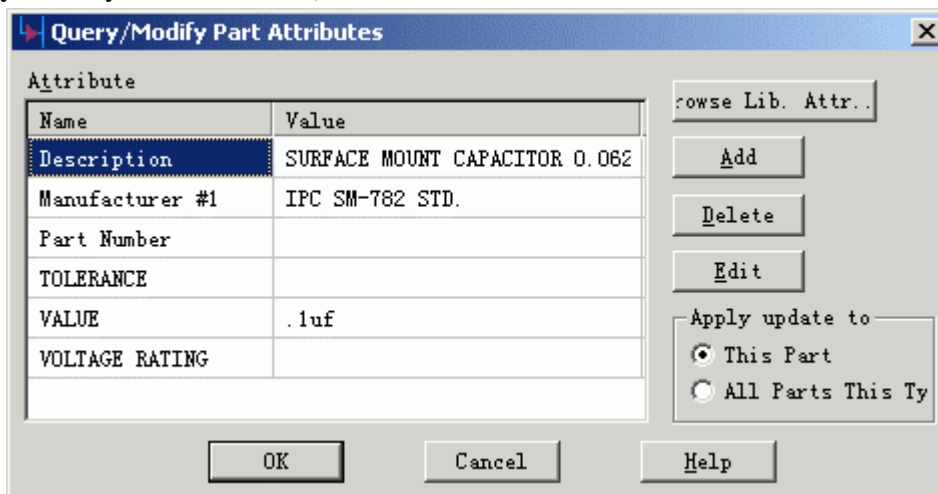 Query/Modify Part Attributes
Attribute
Name Value
Description SURFACE MOUNT CAPACITOR 0.062
Manufacturer #1 IPC SM-782 STD.
Part Number
TOLERANCE
VALUE .1uf
VOLTAGE RATING
rowse Lib. Attr..
Add
Delete
Edit
Apply update to
This Part
All Parts This Ty
OK Cancel Help